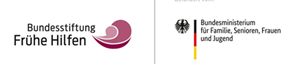 Bundesstiftung
Frühe Hilfen
Bundesministerium
für Familie, Senioren, Frauen
und Jugend